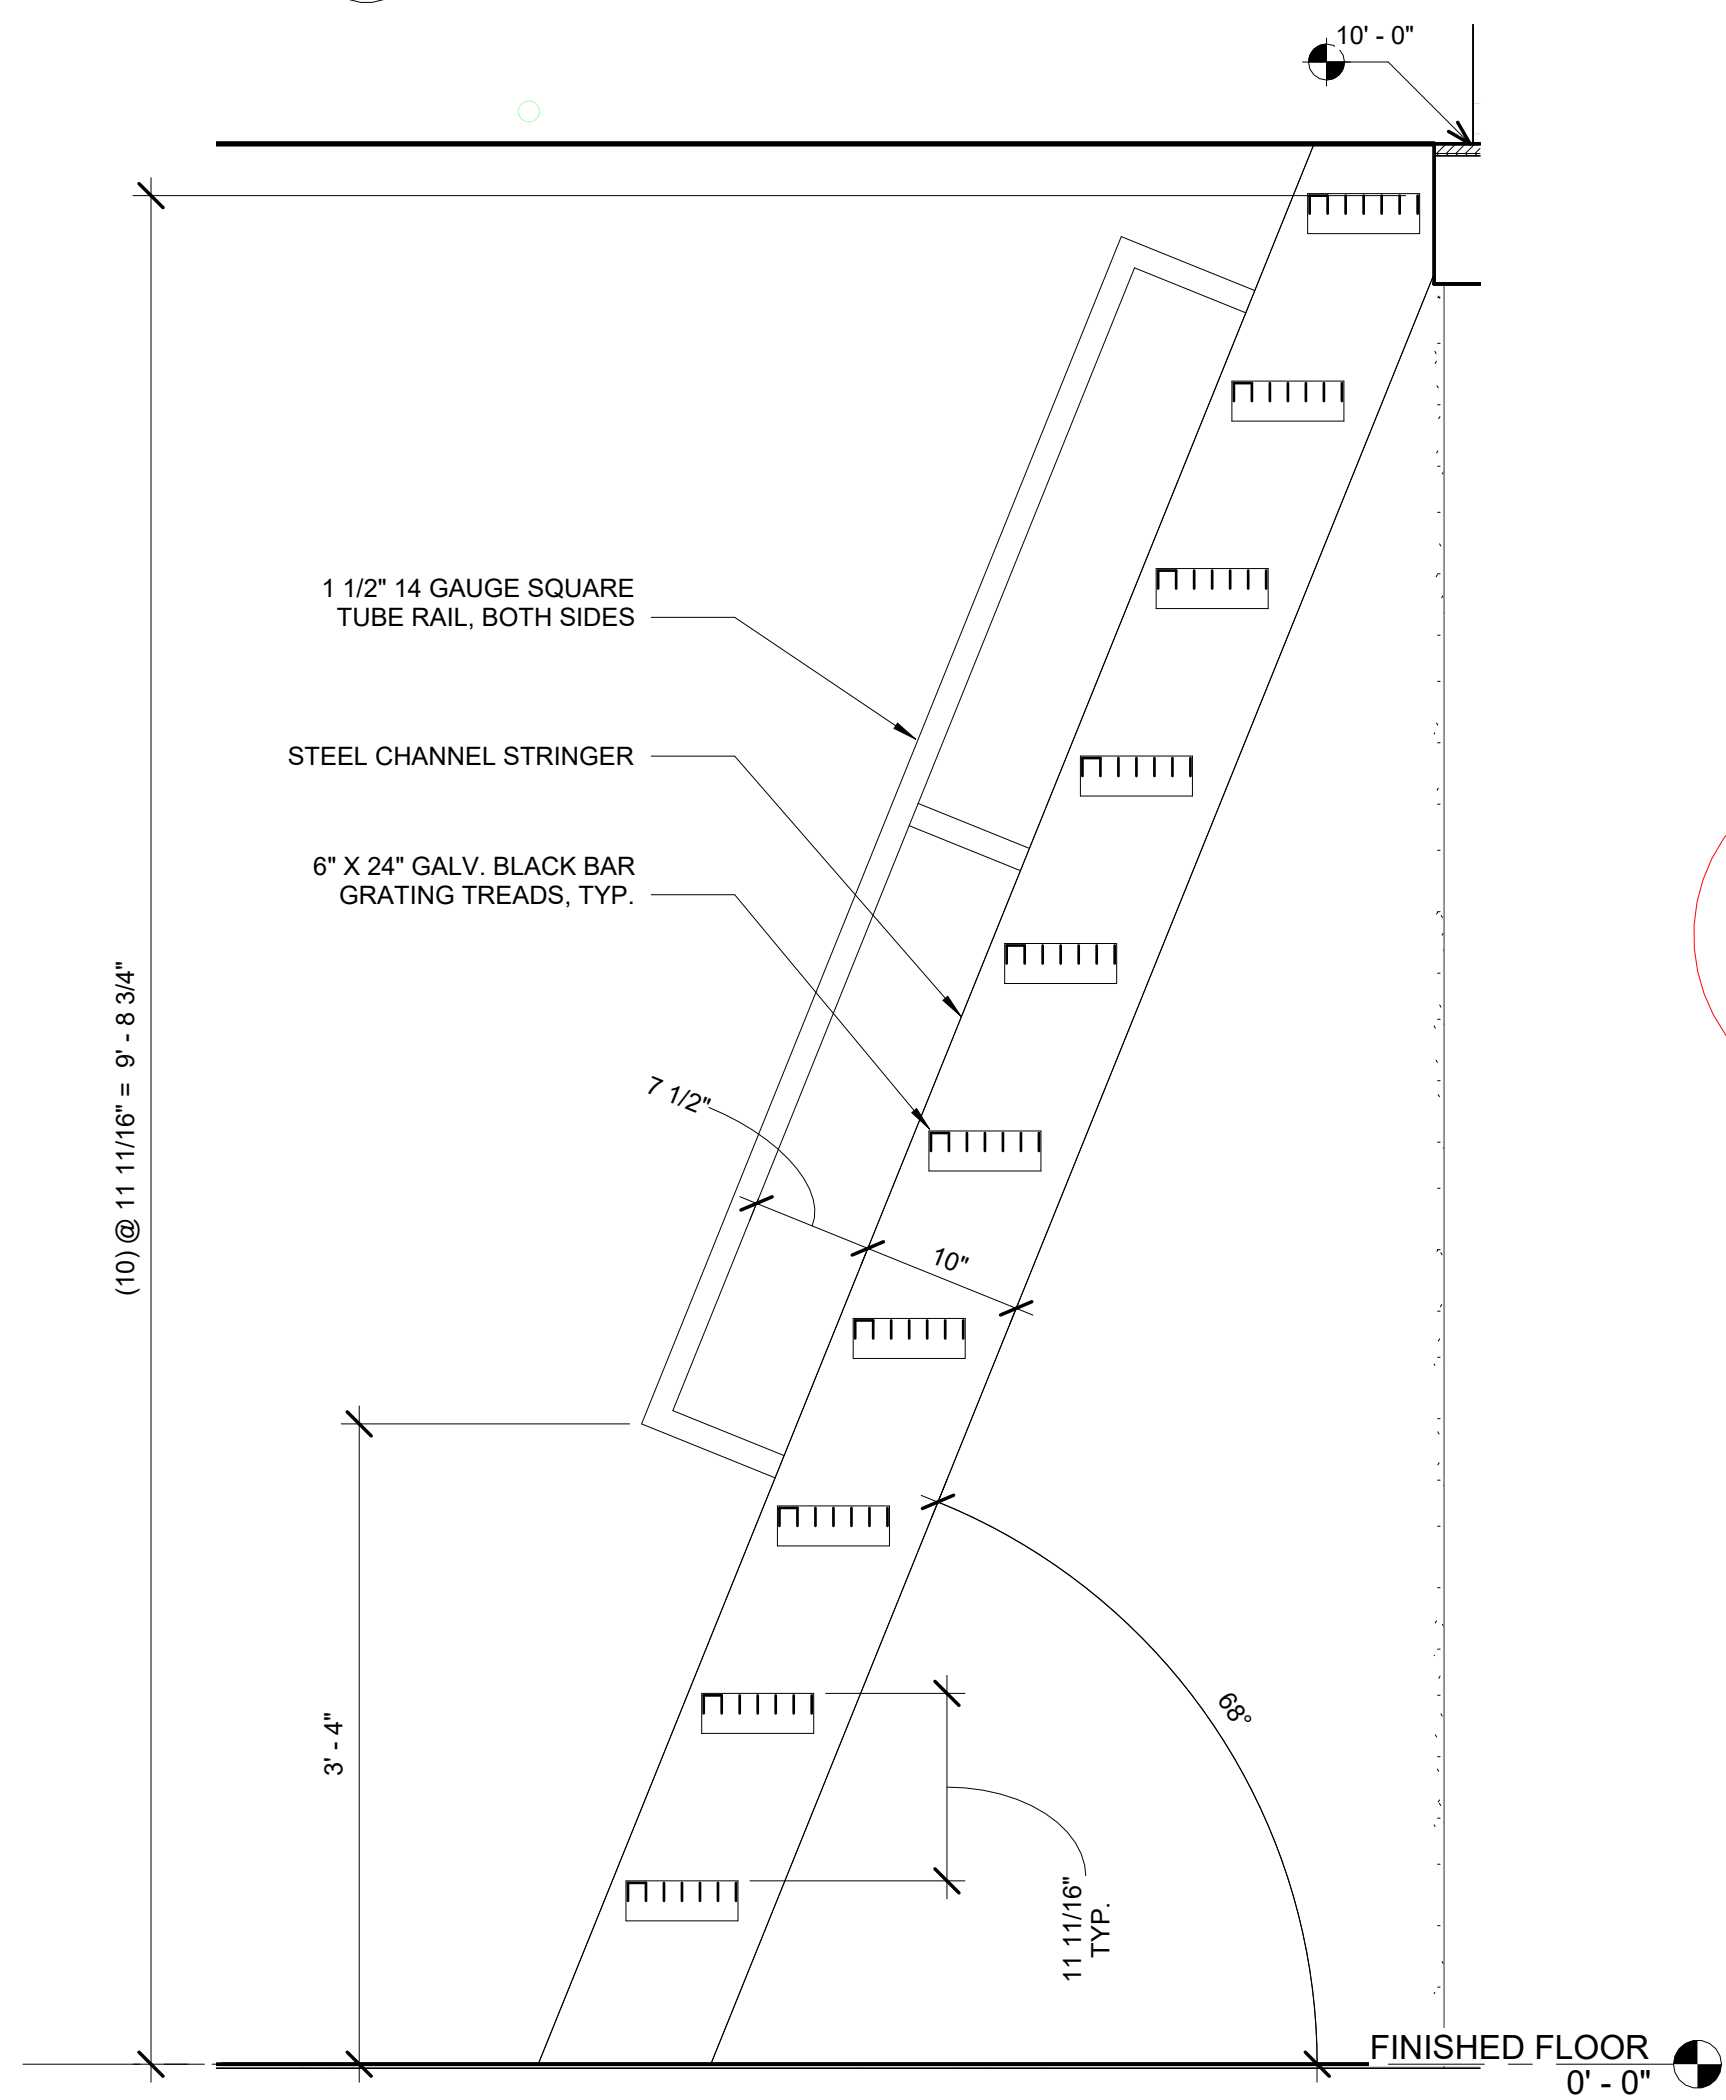 10' - 0"
1 1/2" 14 GAUGE SQUARE
TUBE RAIL, BOTH SIDES
STEEL CHANNEL STRINGER
6" X 24" GALV. BLACK BAR
GRATING TREADS, TYP.
(10) @ 11 11/16" = 9' - 8 3/4"
7 1/2"
10"
3' - 4"
68°
11 11/16"
TYP.
FINISHED FLOOR
0' - 0"